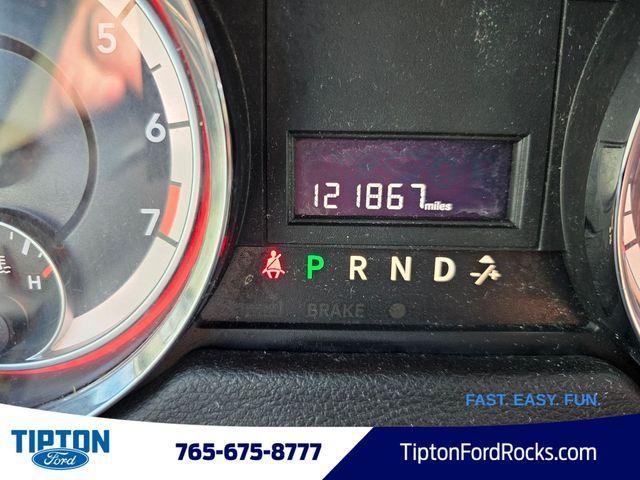 5
6
7
H
121867 miles
P R N D
BRAKE
FAST. EASY. FUN.
TIPTON
Ford
765-675-8777
TiptonFordRocks.com